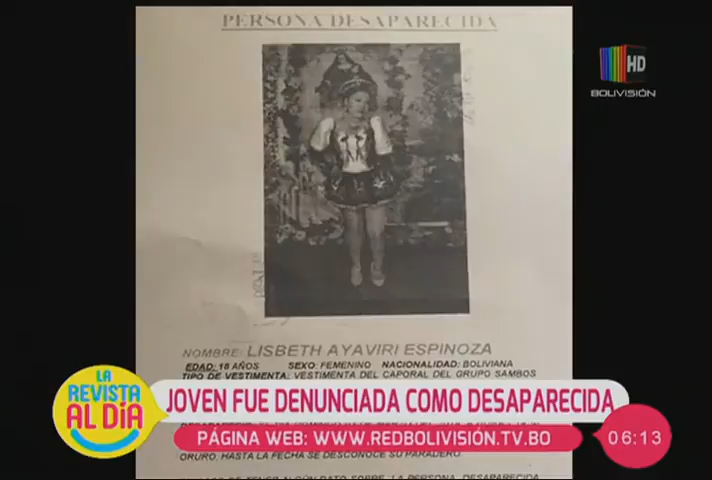 PERSONA DESAPARECIDA
HD
BOLIVISIÓN
NOMBRE: LISBETH AYAVIRI ESPINOZA
EDAD: 18 AÑOS SEXO: FEMENINO NACIONALIDAD: BOLIVIANA
TIPO DE VESTIMENTA: VESTIMENTA DEL CAPORAL DEL GRUPO SAMBOS
LA
REVISTA
AL DÍA
JOVEN FUE DENUNCIADA COMO DESAPARECIDA
PÁGINA WEB: WWW.REDBOLIVISIÓN.TV.BO
06:13
ORURO, HASTA LA FECHA SE DESCONOCE SU PARADERO.